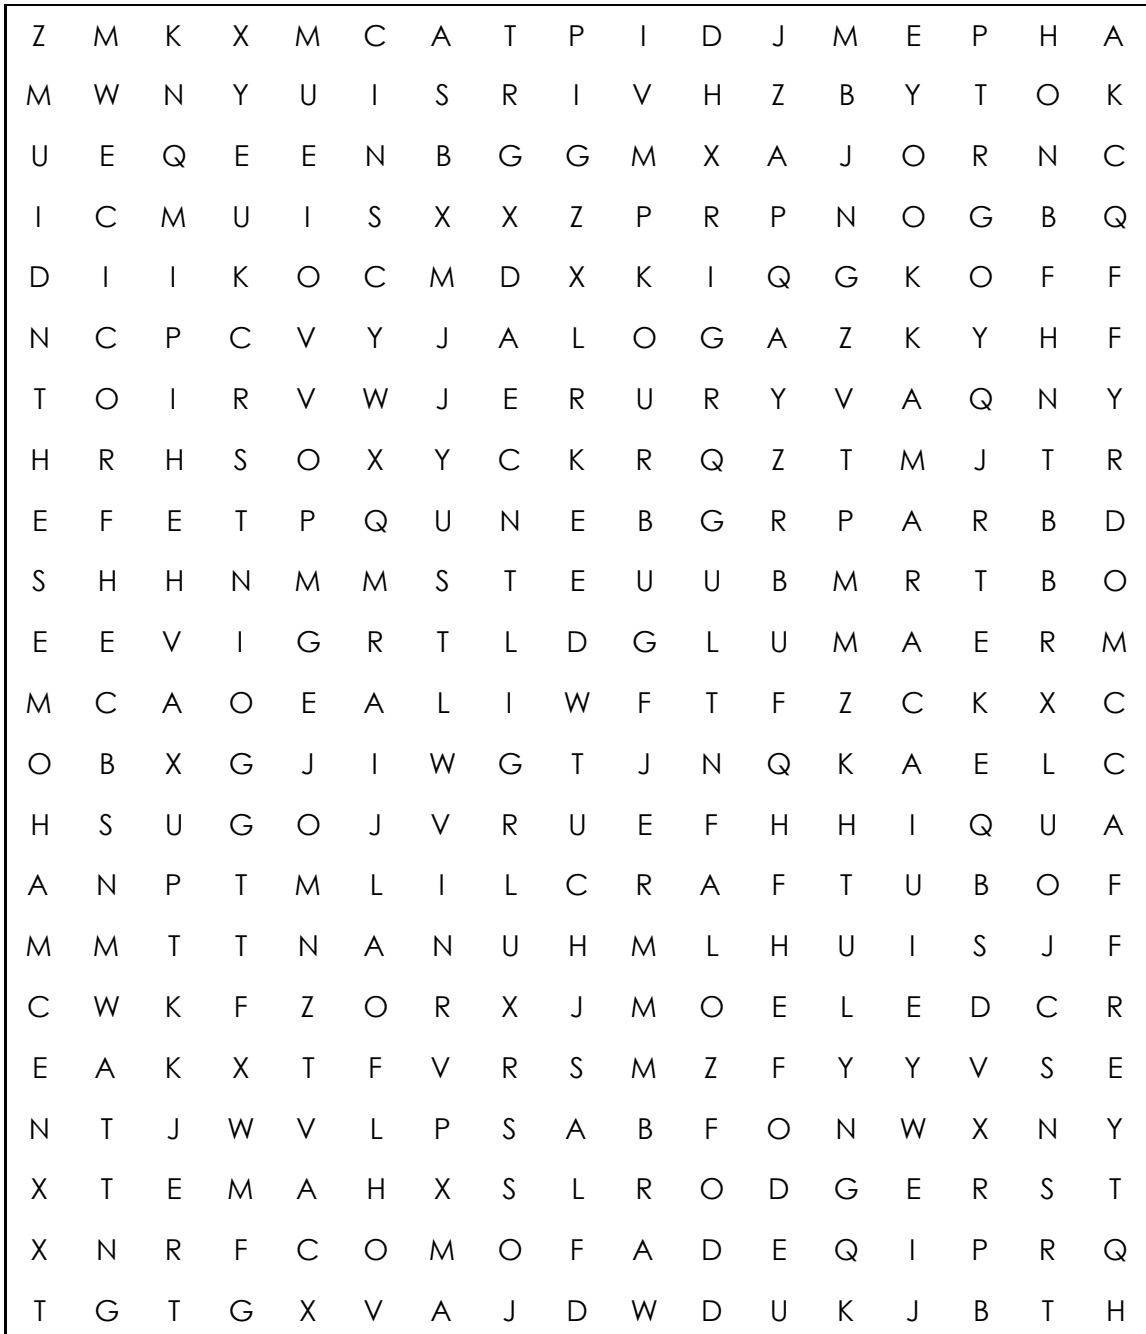 Z M K X M C A T P I D J M E P H A
M W N Y U I S R I V H Z B Y T O K
U E Q E E N B G G M X A J O R N C
I C M U I S X X Z P R P N O G B Q
D I I K O C M D X K I Q G K O F F
N C P C V Y J A L O G A Z K Y H F
T O I R V W J E R U R Y V A Q N Y
H R H S O X Y C K R Q Z T M J T R
E F E T P Q U N E B G R P A R B D
S H H N M M S T E U U B M R T B O
E E V I G R T L D G L U M A E R M
M C A O E A L I W F T F Z C K X C
O B X G J I W G T J N Q K A E L C
H S U G O J V R U E F H H I Q U A
A N P T M L I L C R A F T U B O F
M M T T N A N U H M L H U I S J F
C W K F Z O R X J M O E L E D C R
E A K X T F V R S M Z F Y Y V S E
N T J W V L P S A B F O N W X N Y
X T E M A H X S L R O D G E R S T
X N R F C O M O F A D E Q I P R Q
T G T G X V A J D W D U K J B T H